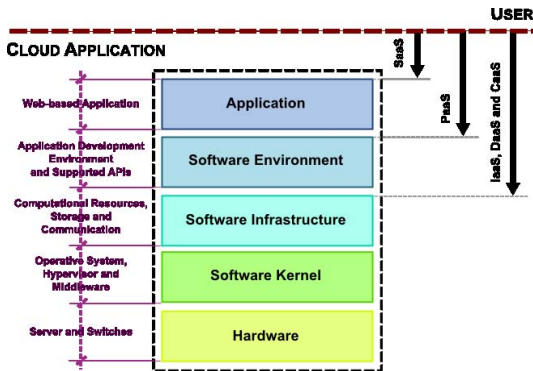 USER
CLOUD APPLICATION
SaaS
PaaS
IaaS, DaaS and CaaS
Web-based Application
Application
Application Development
Environment
and Supported APIs
Software Environment
Computational Resources,
Storage and
Communication
Software Infrastructure
Operative System,
Hypervisor and
Middleware
Software Kernel
Server and Switches
Hardware